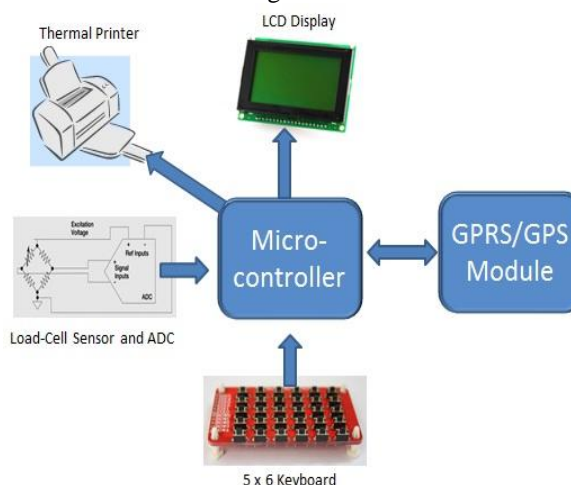 Thermal Printer
LCD Display
Micro-
controller
GPRS/GPS
Module
Excitation
Voltage
Ref Inputs
Signal
Inputs
ADC
Load-Cell Sensor and ADC
5 x 6 Keyboard